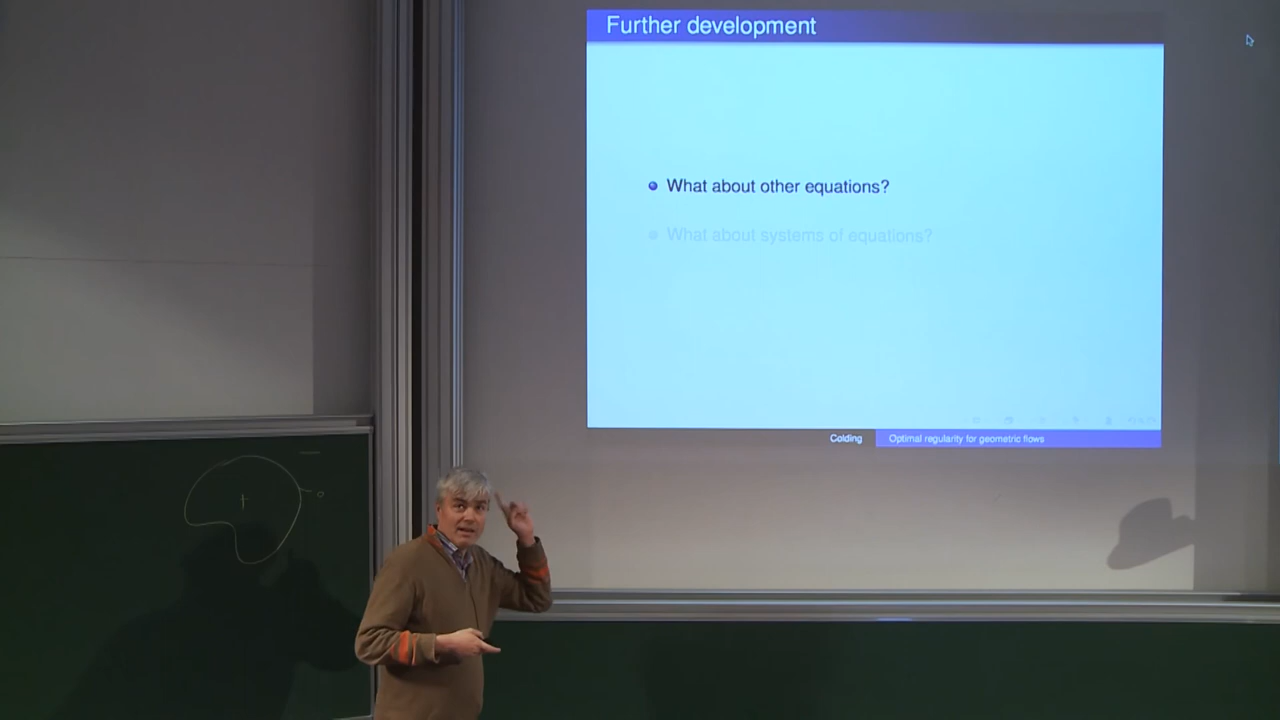 Further development
What about other equations?
What about systems of equations?
Colding
Optimal regularity for geometric flows